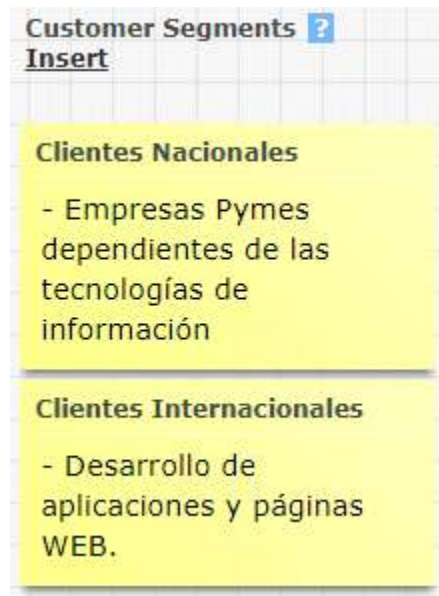 Customer Segments ?
Insert
Clientes Nacionales
- Empresas Pymes
dependientes de las
tecnologías de
información
Clientes Internacionales
- Desarrollo de
aplicaciones y páginas
WEB.